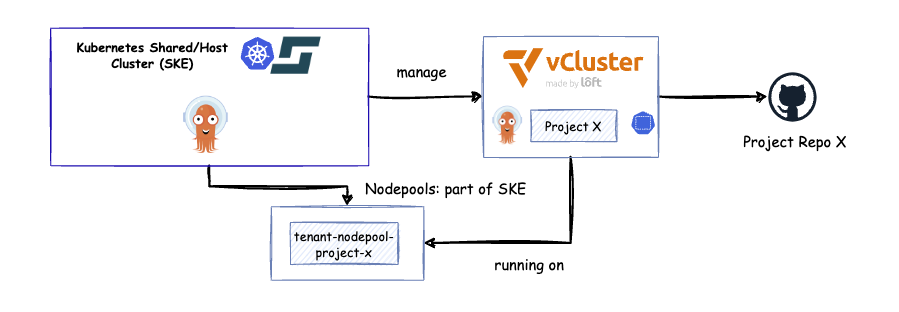 Kubernetes Shared/Host
Cluster (SKE)
manage
vCluster
made by loft
Project X
Project Repo X
Nodepools: part of SKE
tenant-nodepool-
project-x
running on